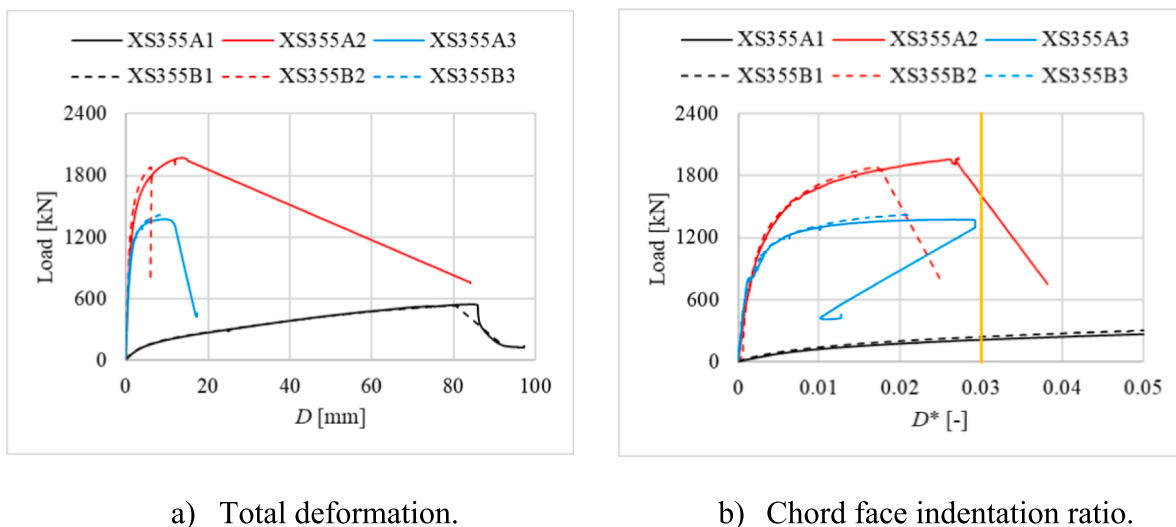 XS355A1 XS355A2 XS355A3
XS355B1 XS355B2 XS355B3
2400
1800
1200
600
0
Load [kN]
0 20 40 60 80 100
D [mm]
a) Total deformation.
XS355A1 XS355A2 XS355A3
XS355B1 XS355B2 XS355B3
2400
1800
1200
600
0
Load [kN]
0 0.01 0.02 0.03 0.04 0.05
D* [-]
b) Chord face indentation ratio.